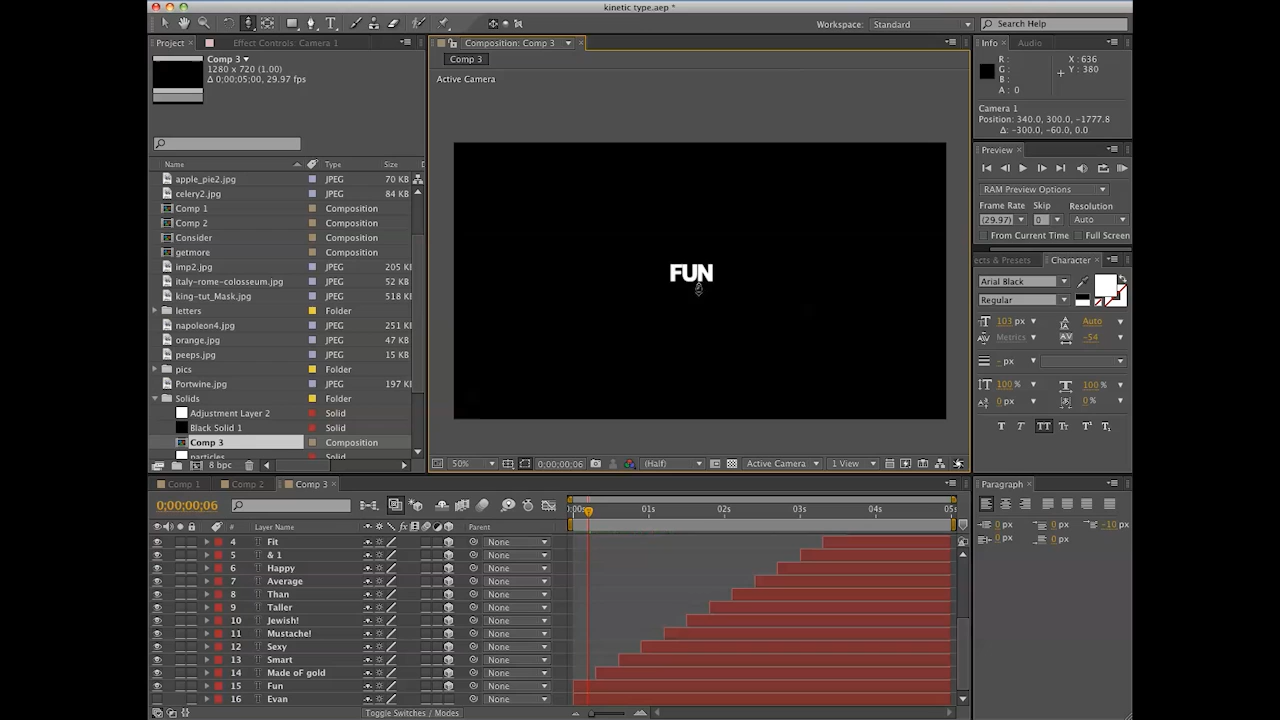 kinetic type.aep *
Workspace: Standard
Search Help
Project × Effect Controls: Camera 1
Composition: Comp 3 ×
Info × Audio
Comp 3
1280 x 720 (1.00)
Δ 0;00;05;00, 29.97 fps
Comp 3
R :
G :
B :
A : 0
X : 636
Y : 380
Active Camera
Camera 1
Position: 340.0, 300.0, -1777.8
Δ: -300.0, -60.0, 0.0
Preview ×
Name Type Size
apple_pie2.jpg JPEG 70 KB
celery2.jpg JPEG 84 KB
Comp 1 Composition
Comp 2 Composition
Consider Composition
getmore Composition
imp2.jpg JPEG 205 K
italy-rome-colosseum.jpg JPEG 52 KB
king-tut_Mask.jpg JPEG 518 K
letters Folder
napoleon4.jpg JPEG 251 K
orange.jpg JPEG 47 KB
peeps.jpg JPEG 15 KB
pics Folder
Portwine.jpg JPEG 197 K
Solids Folder
Adjustment Layer 2 Solid
Black Solid 1 Solid
Comp 3 Composition
particles Solid
8 bpc
FUN
RAM Preview Options
Frame Rate Skip Resolution
(29.97) 0 Auto
From Current Time Full Screen
ects & Presets Character ×
Arial Black
Regular
103 px Auto
Metrics -54
- px
100 % 100 %
0 px 0 %
T T TT Tr T¹ T₁
50% 0;00;00;06 (Half) Active Camera 1 View
Comp 1 Comp 2 Comp 3 ×
Paragraph ×
0;00;00;06
0:00s 01s 02s 03s 04s 05s
# Layer Name Parent
0 px 0 px -10 px
0 px 0 px
4 Fit None
5 & 1 None
6 Happy None
7 Average None
8 Than None
9 Taller None
10 Jewish! None
11 Mustache! None
12 Sexy None
13 Smart None
14 Made oF gold None
15 Fun None
16 Evan None
Toggle Switches / Modes